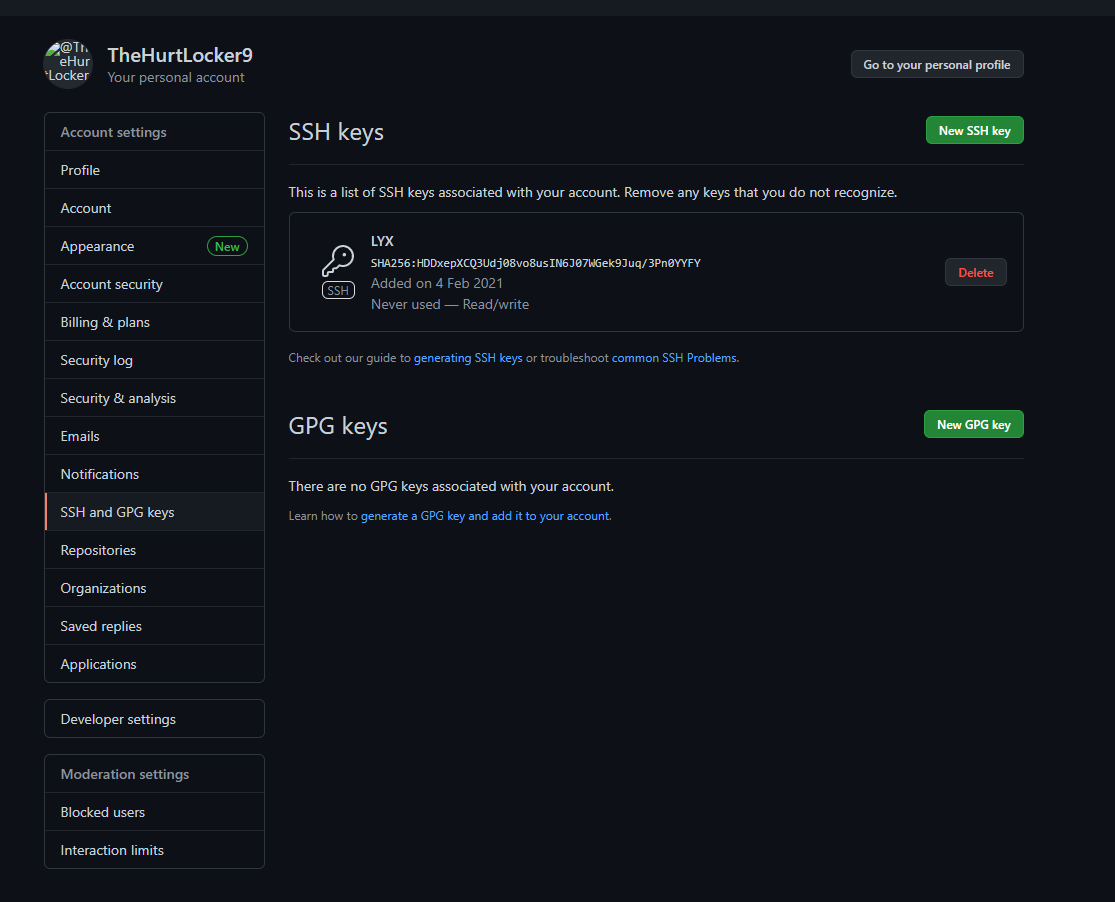 @Th
eHur
tLocker
TheHurtLocker9
Your personal account
Go to your personal profile
Account settings
Profile
Account
Appearance New
Account security
Billing & plans
Security log
Security & analysis
Emails
Notifications
SSH and GPG keys
Repositories
Organizations
Saved replies
Applications
Developer settings
Moderation settings
Blocked users
Interaction limits
SSH keys
New SSH key
This is a list of SSH keys associated with your account. Remove any keys that you do not recognize.
SSH
LYX
SHA256:HDDxepXCQ3Udj08vo8usIN6J07WGek9Juq/3Pn0YYFY
Added on 4 Feb 2021
Never used — Read/write
Delete
Check out our guide to generating SSH keys or troubleshoot common SSH Problems.
GPG keys
New GPG key
There are no GPG keys associated with your account.
Learn how to generate a GPG key and add it to your account.